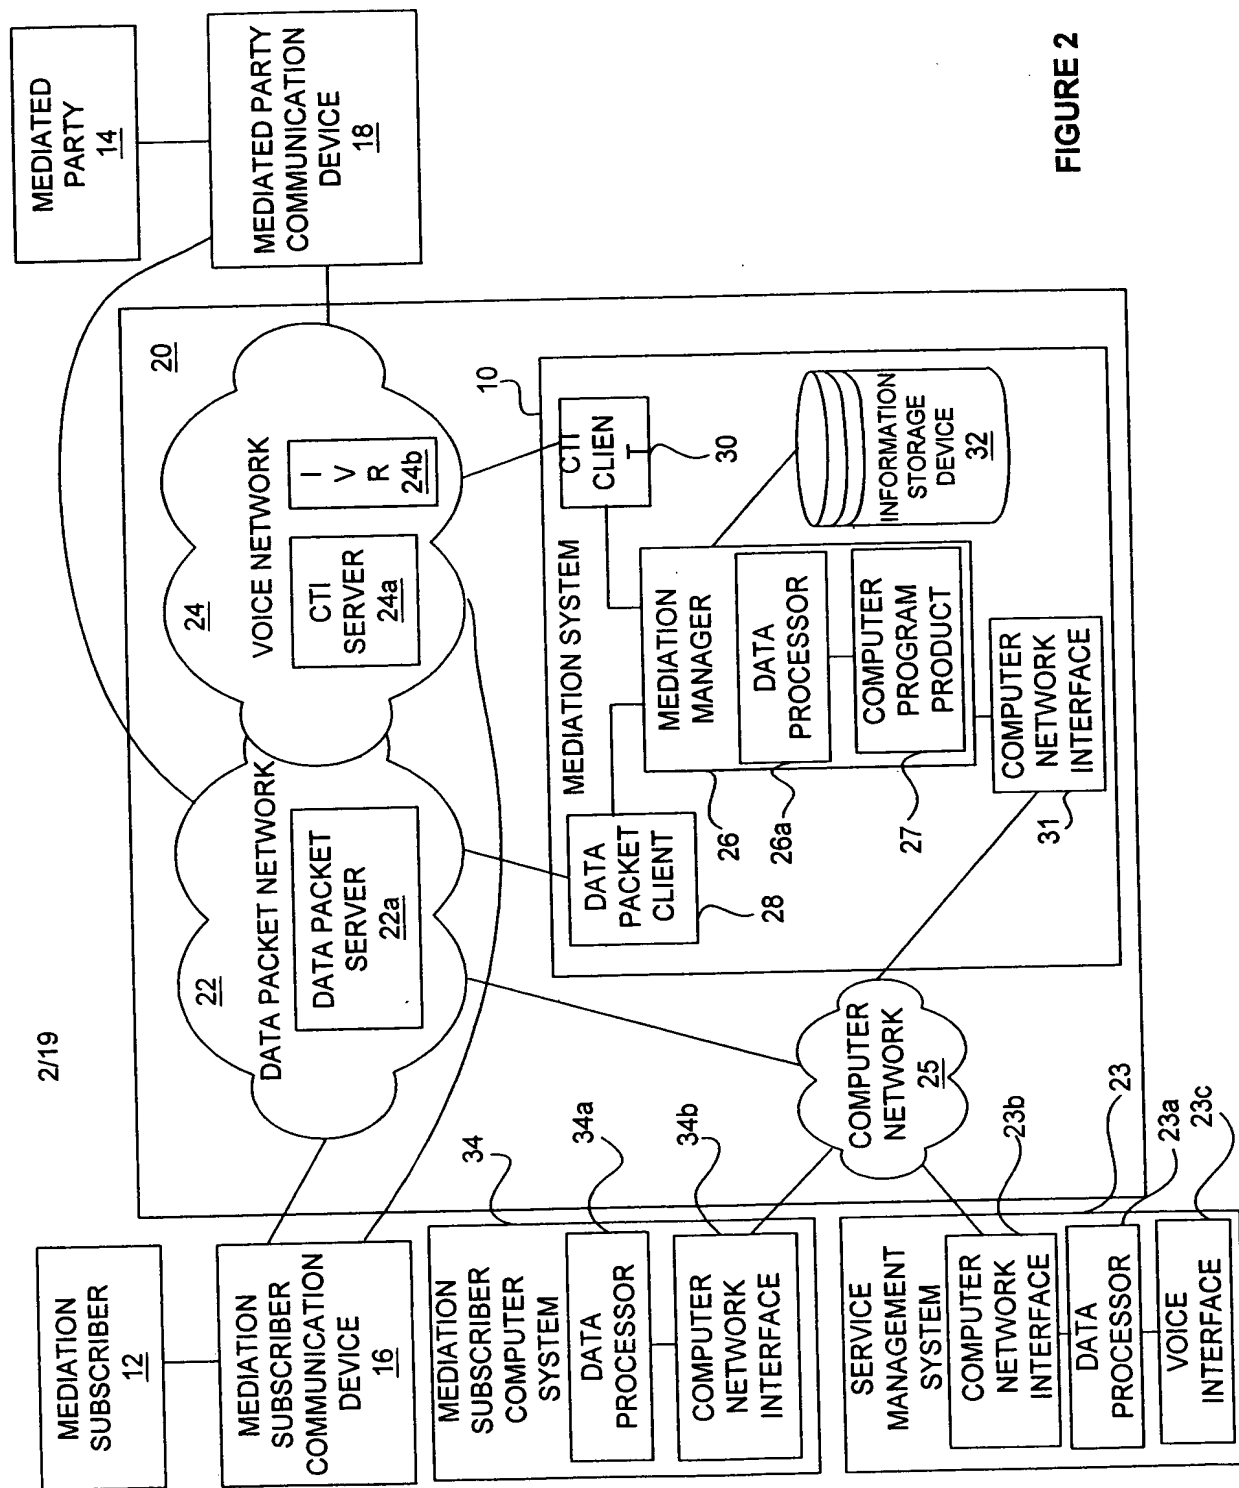 2/19
MEDIATION
SUBSCRIBER
12
MEDIATION
SUBSCRIBER
COMMUNICATION
DEVICE
16
MEDIATION
SUBSCRIBER
COMPUTER
SYSTEM
34
DATA
PROCESSOR
34a
COMPUTER
NETWORK
INTERFACE
34b
SERVICE
MANAGEMENT
SYSTEM
COMPUTER
NETWORK
INTERFACE
23b
DATA
PROCESSOR
VOICE
INTERFACE
23
23a
23c
22
DATA PACKET NETWORK
DATA PACKET
SERVER
22a
24
VOICE NETWORK
CTI
SERVER
24a
I
V
R
24b
20
COMPUTER
NETWORK
25
MEDIATION SYSTEM
10
DATA
PACKET
CLIENT
28
CTI
CLIEN
T
30
MEDIATION
MANAGER
26
DATA
PROCESSOR
26a
COMPUTER
PROGRAM
PRODUCT
27
COMPUTER
NETWORK
INTERFACE
31
INFORMATION
STORAGE
DEVICE
32
MEDIATED
PARTY
14
MEDIATED PARTY
COMMUNICATION
DEVICE
18
FIGURE 2